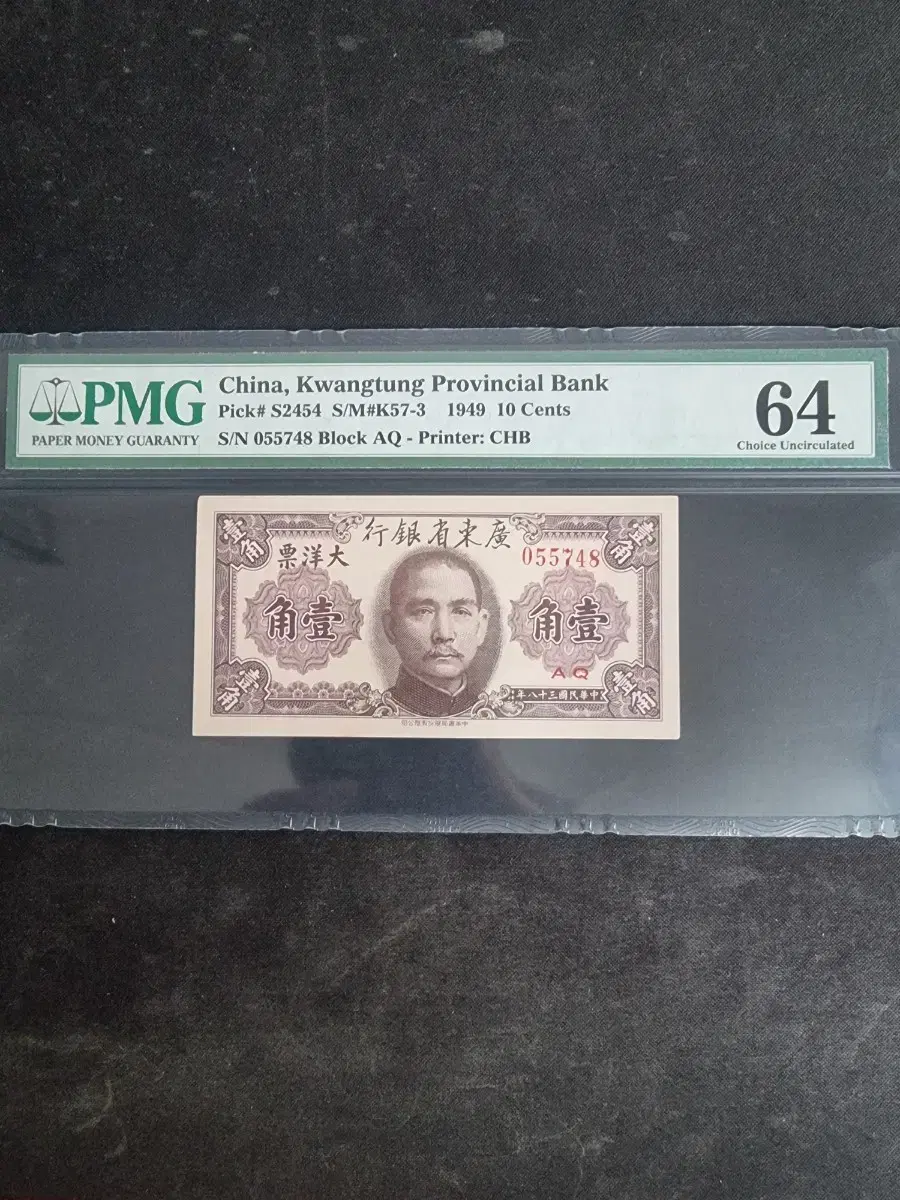 PMG
PAPER MONEY GUARANTY
China, Kwangtung Provincial Bank
Pick# S2454 S/M#K57-3 1949 10 Cents
S/N 055748 Block AQ - Printer: CHB
64
Choice Uncirculated
行銀省東廣
票洋大
055748
壹角
壹角
角壹
角壹
AQ
年八十三國民華中
壹角
壹角